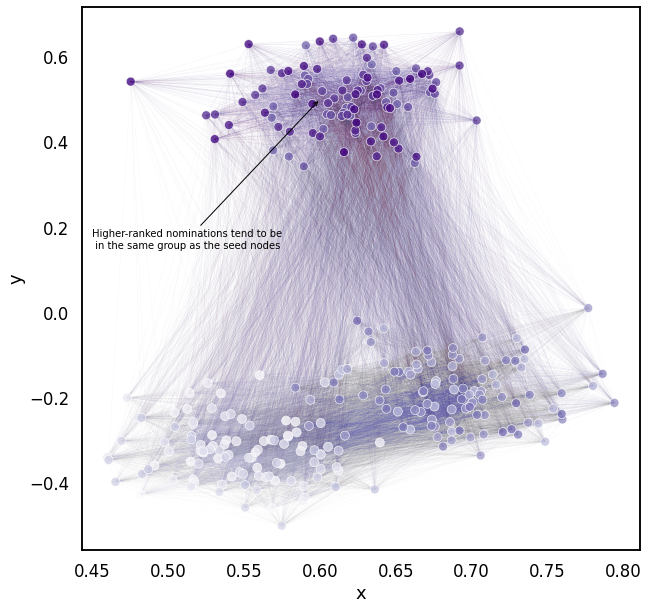 0.6
0.4
0.2
0.0
−0.2
−0.4
y
Higher-ranked nominations tend to be
in the same group as the seed nodes
0.45 0.50 0.55 0.60 0.65 0.70 0.75 0.80
x